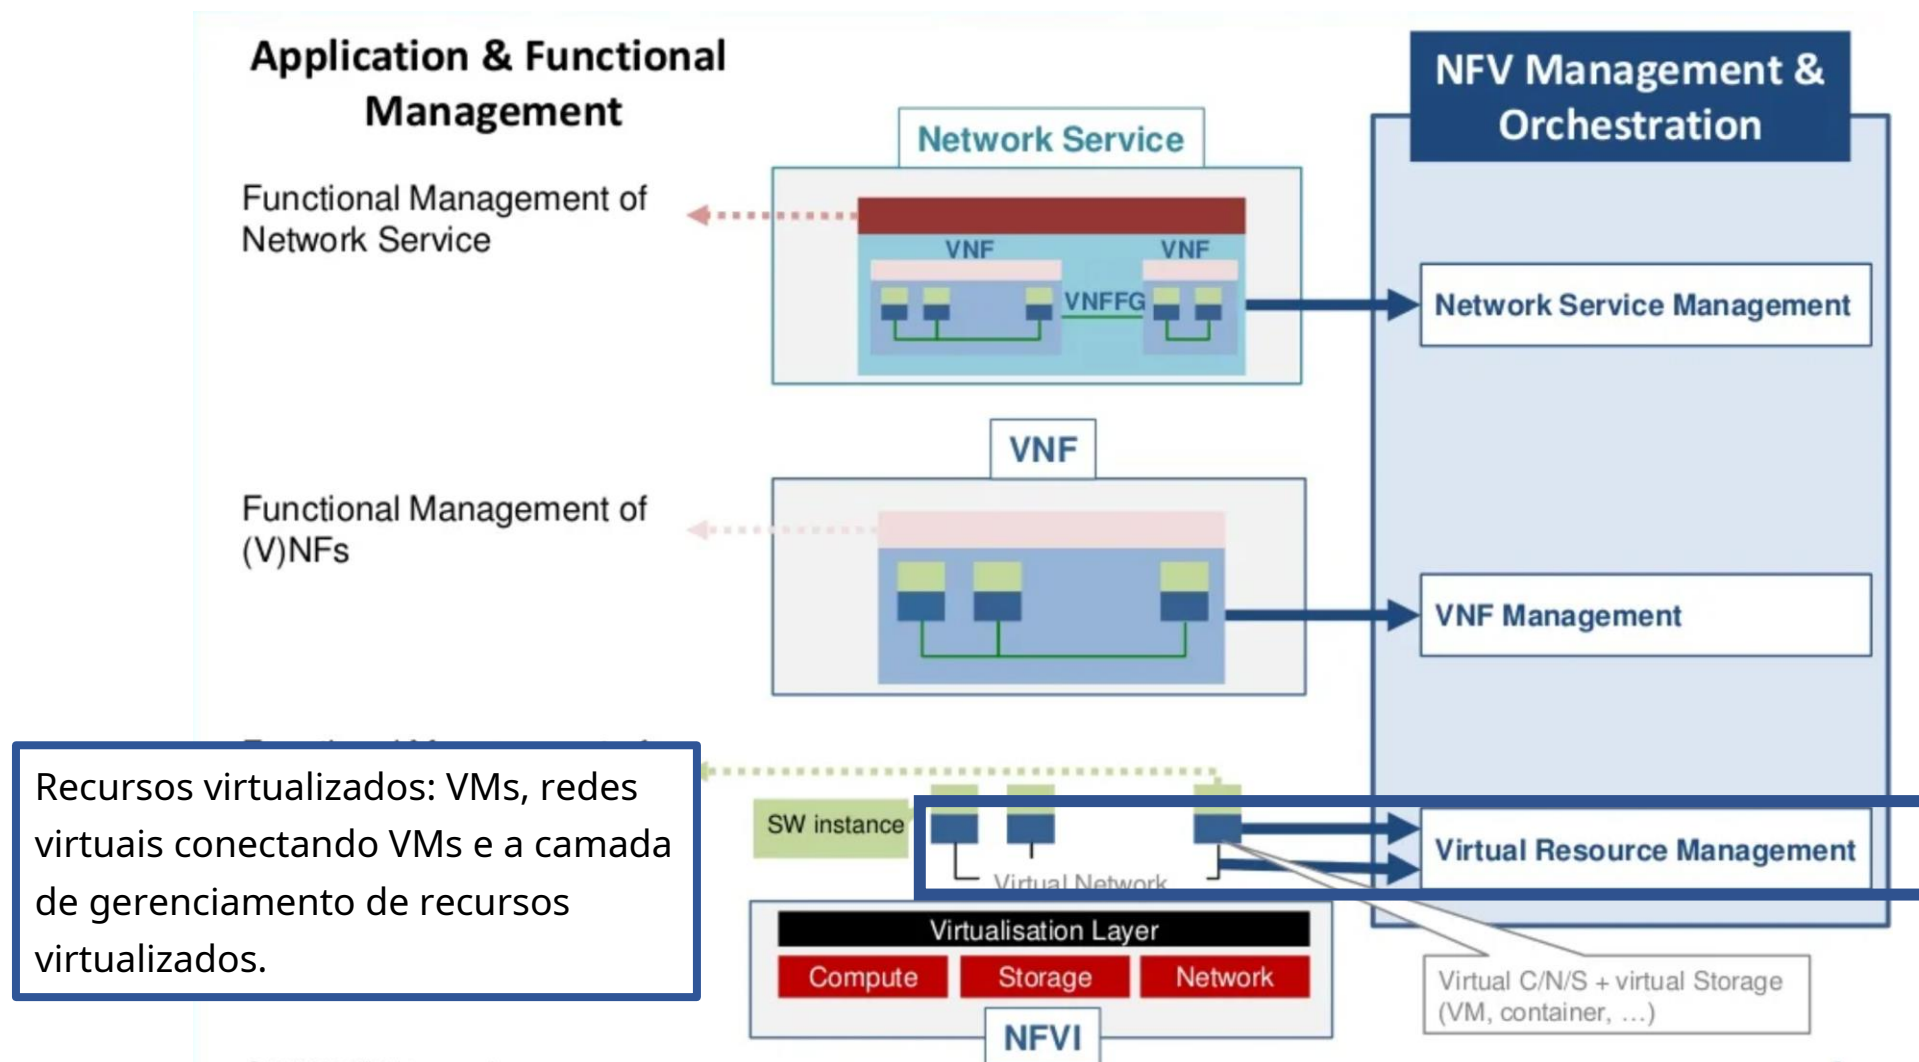 Application & Functional
Management
NFV Management &
Orchestration
Network Service
Functional Management of
Network Service
VNF
VNF
VNFFG
Network Service Management
VNF
Functional Management of
(V)NFs
VNF Management
Recursos virtualizados: VMs, redes
virtuais conectando VMs e a camada
de gerenciamento de recursos
virtualizados.
SW instance
Virtual Network
Virtual Resource Management
Virtualisation Layer
Compute
Storage
Network
NFVI
Virtual C/N/S + virtual Storage
(VM, container, ...)